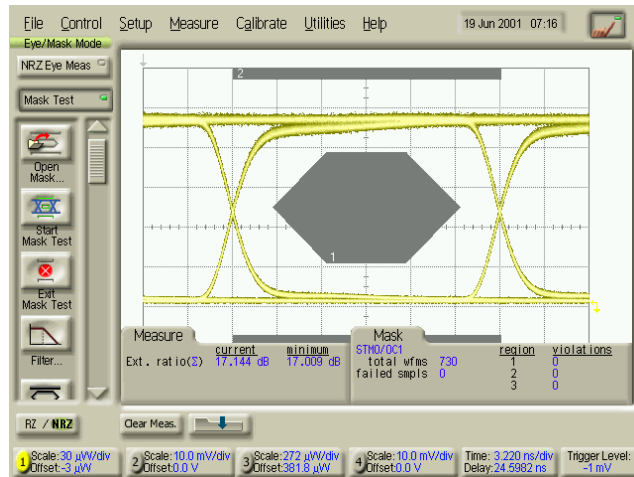 File Control Setup Measure Calibrate Utilities Help 19 Jun 2001 07:16
Eye/Mask Mode
NRZ Eye Meas
Mask Test
Open
Mask...
Start
Mask Test
Exit
Mask Test
Filter...
2
1
Measure
current minimum
Ext. ratio(Σ) 17.144 dB 17.009 dB
Mask
STM0/OC1 region violations
total wfms 730 1 0
failed smpls 0 2 0
3 0
RZ / NRZ
Clear Meas.
1 Scale:30 µW/div
Offset:-3 µW
2 Scale:10.0 mV/div
Offset:0.0 V
3 Scale:272 µW/div
Offset:381.8 µW
4 Scale:10.0 mV/div
Offset:0.0 V
Time: 3.220 ns/div
Delay:24.5982 ns
Trigger Level:
-1 mV